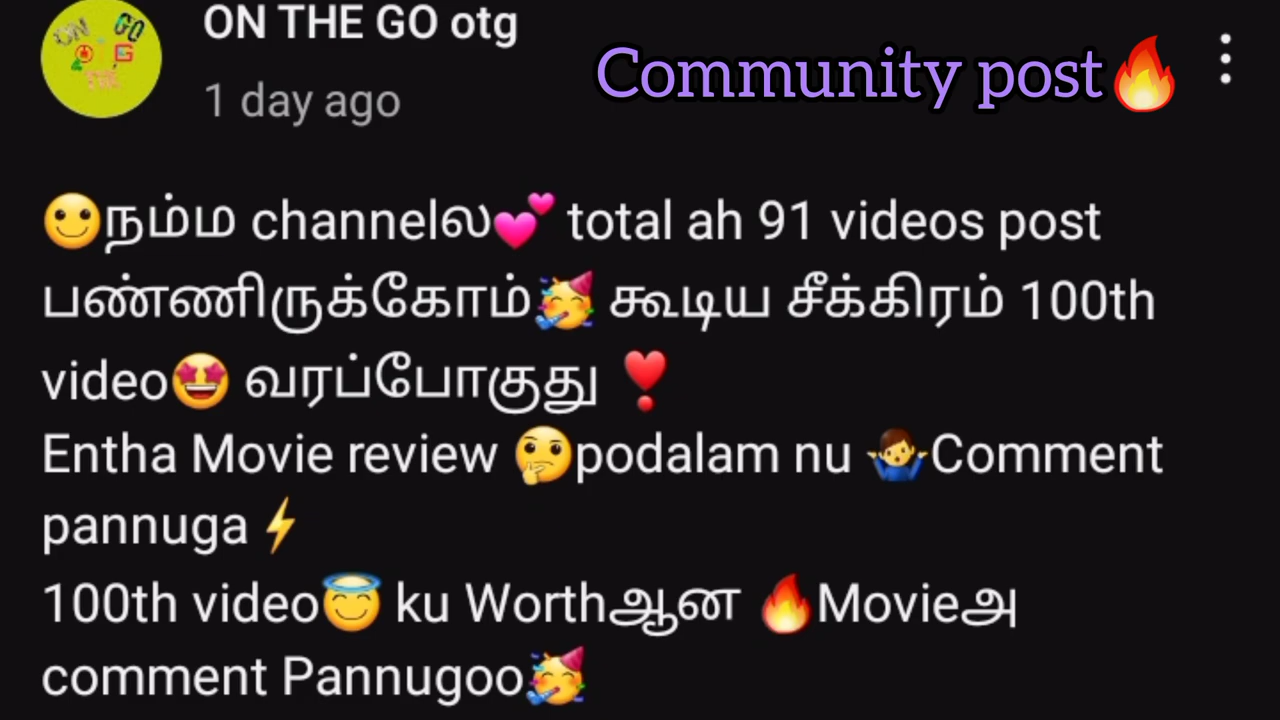 ON THE GO otg
Community post🔥
1 day ago
🙂நம்ம channelல💕 total ah 91 videos post
பண்ணிருக்கோம்🥳 கூடிய சீக்கிரம் 100th
video🤩 வரப்போகுது ❣️
Entha Movie review 🤔podalam nu 🤷‍♂️Comment
pannuga ⚡
100th video😇 ku Worthஆன 🔥Movieஅ
comment Pannugoo🥳